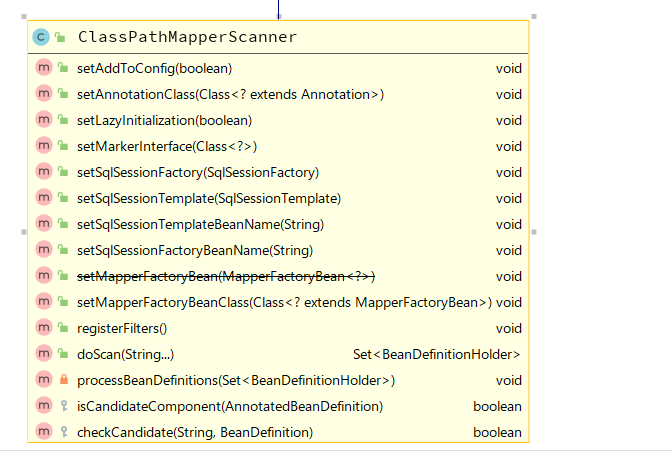 C ClassPathMapperScanner
m setAddToConfig(boolean) void
m setAnnotationClass(Class<? extends Annotation>) void
m setLazyInitialization(boolean) void
m setMarkerInterface(Class<?>) void
m setSqlSessionFactory(SqlSessionFactory) void
m setSqlSessionTemplate(SqlSessionTemplate) void
m setSqlSessionTemplateBeanName(String) void
m setSqlSessionFactoryBeanName(String) void
m setMapperFactoryBean(MapperFactoryBean<?>) void
m setMapperFactoryBeanClass(Class<? extends MapperFactoryBean>) void
m registerFilters() void
m doScan(String...) Set<BeanDefinitionHolder>
m processBeanDefinitions(Set<BeanDefinitionHolder>) void
m isCandidateComponent(AnnotatedBeanDefinition) boolean
m checkCandidate(String, BeanDefinition) boolean